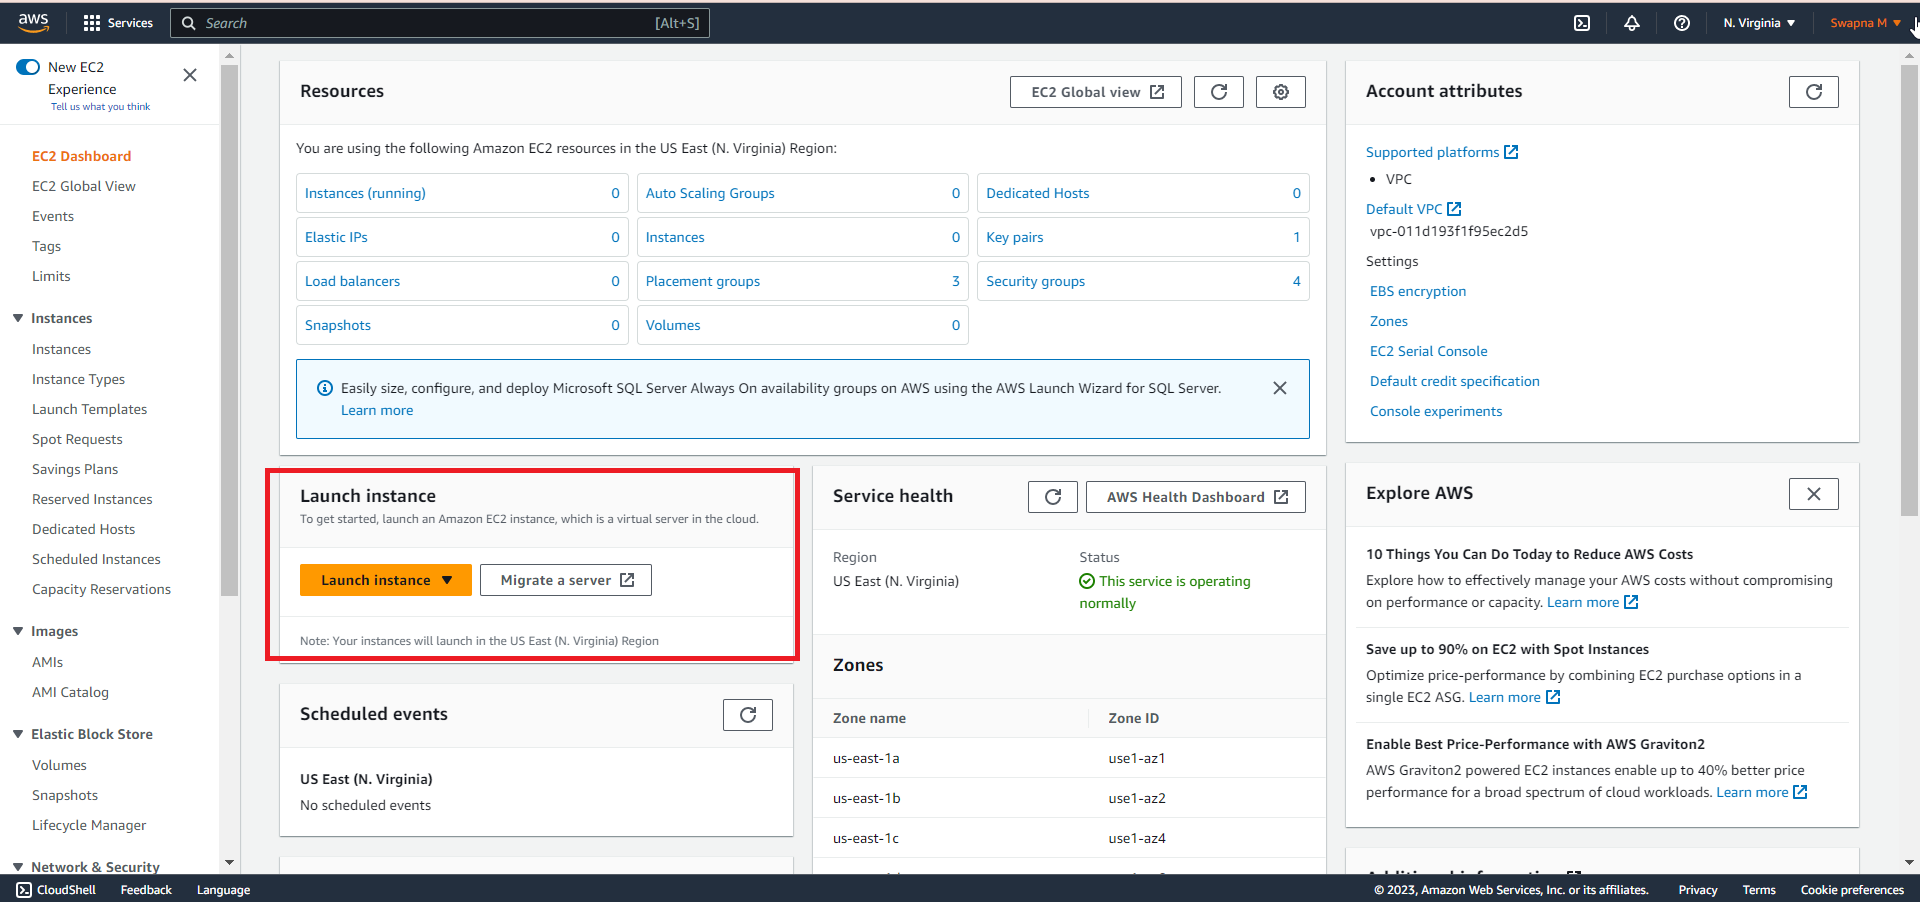 aws
Services
Search
[Alt+S]
N. Virginia
Swapna M
New EC2
Experience
Tell us what you think
EC2 Dashboard
EC2 Global View
Events
Tags
Limits
Instances
Instances
Instance Types
Launch Templates
Spot Requests
Savings Plans
Reserved Instances
Dedicated Hosts
Scheduled Instances
Capacity Reservations
Images
AMIs
AMI Catalog
Elastic Block Store
Volumes
Snapshots
Lifecycle Manager
Network & Security
Resources
EC2 Global view
You are using the following Amazon EC2 resources in the US East (N. Virginia) Region:
Instances (running) 0
Auto Scaling Groups 0
Dedicated Hosts 0
Elastic IPs 0
Instances 0
Key pairs 1
Load balancers 0
Placement groups 3
Security groups 4
Snapshots 0
Volumes 0
Easily size, configure, and deploy Microsoft SQL Server Always On availability groups on AWS using the AWS Launch Wizard for SQL Server.
Learn more
Launch instance
To get started, launch an Amazon EC2 instance, which is a virtual server in the cloud.
Launch instance
Migrate a server
Note: Your instances will launch in the US East (N. Virginia) Region
Scheduled events
US East (N. Virginia)
No scheduled events
Service health
AWS Health Dashboard
Region
US East (N. Virginia)
Status
This service is operating
normally
Zones
Zone name Zone ID
us-east-1a use1-az1
us-east-1b use1-az2
us-east-1c use1-az4
Account attributes
Supported platforms
• VPC
Default VPC
vpc-011d193f1f95ec2d5
Settings
EBS encryption
Zones
EC2 Serial Console
Default credit specification
Console experiments
Explore AWS
10 Things You Can Do Today to Reduce AWS Costs
Explore how to effectively manage your AWS costs without compromising
on performance or capacity. Learn more
Save up to 90% on EC2 with Spot Instances
Optimize price-performance by combining EC2 purchase options in a
single EC2 ASG. Learn more
Enable Best Price-Performance with AWS Graviton2
AWS Graviton2 powered EC2 instances enable up to 40% better price
performance for a broad spectrum of cloud workloads. Learn more
CloudShell
Feedback
Language
© 2023, Amazon Web Services, Inc. or its affiliates.
Privacy
Terms
Cookie preferences